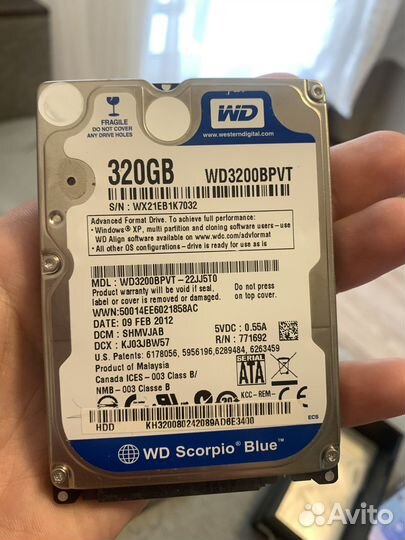 WD
®
FRAGILE
DO NOT COVER
ANY DRIVE HOLES
www.westerndigital.com
320GB WD3200BPVT
S/N : WX21EB1K7032
Advanced Format Drive. To achieve full performance:
• Windows® XP, multi partition and cloning software users - use
WD Align software available on www.wdc.com/advformat
• All other OS configurations - drive is ready for use as is
MDL : WD3200BPVT - 22JJ5T0
Product warranty will be void if seal,
label or cover is removed or damaged.
WWN: 50014EE6021858AC
DATE: 09 FEB 2012
DCM: SHMVJAB
DCX: KJ03JBW57
Do not press
on top cover.
5VDC : 0.55A
R/N : 771692
U.S. Patents: 6178056, 5956196, 6289484, 6263459
Product of Malaysia
Canada ICES - 003 Class B/
NMB - 003 Classe B
SERIAL
SATA
KCC-REM-
HDD KH320080242089AD8E3400
ECS
WD Scorpio® Blue™
Avito